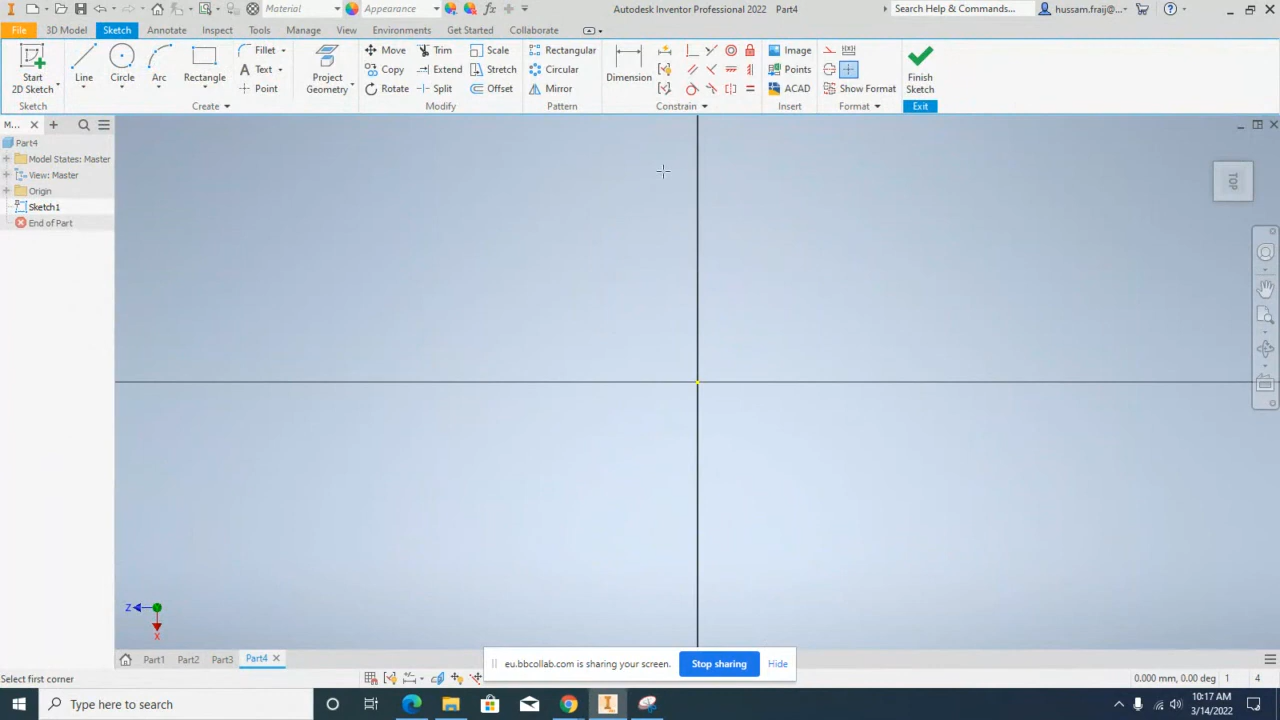 Material
Appearance
Autodesk Inventor Professional 2022 Part4
Search Help & Commands...
hussam.fraij@...
File
3D Model
Sketch
Annotate
Inspect
Tools
Manage
View
Environments
Get Started
Collaborate
Start
2D Sketch
Line
Circle
Arc
Rectangle
Fillet
Text
Point
Project
Geometry
Move
Copy
Rotate
Trim
Extend
Split
Scale
Stretch
Offset
Rectangular
Circular
Mirror
Dimension
Image
Points
ACAD
Show Format
Finish
Sketch
Sketch
Create
Modify
Pattern
Constrain
Insert
Format
Exit
M...
Part4
Model States: Master
View: Master
Origin
Sketch1
End of Part
TOP
Z
X
Part1
Part2
Part3
Part4
eu.bbcollab.com is sharing your screen.
Stop sharing
Hide
Select first corner
0.000 mm, 0.00 deg
1
4
Type here to search
10:17 AM
3/14/2022